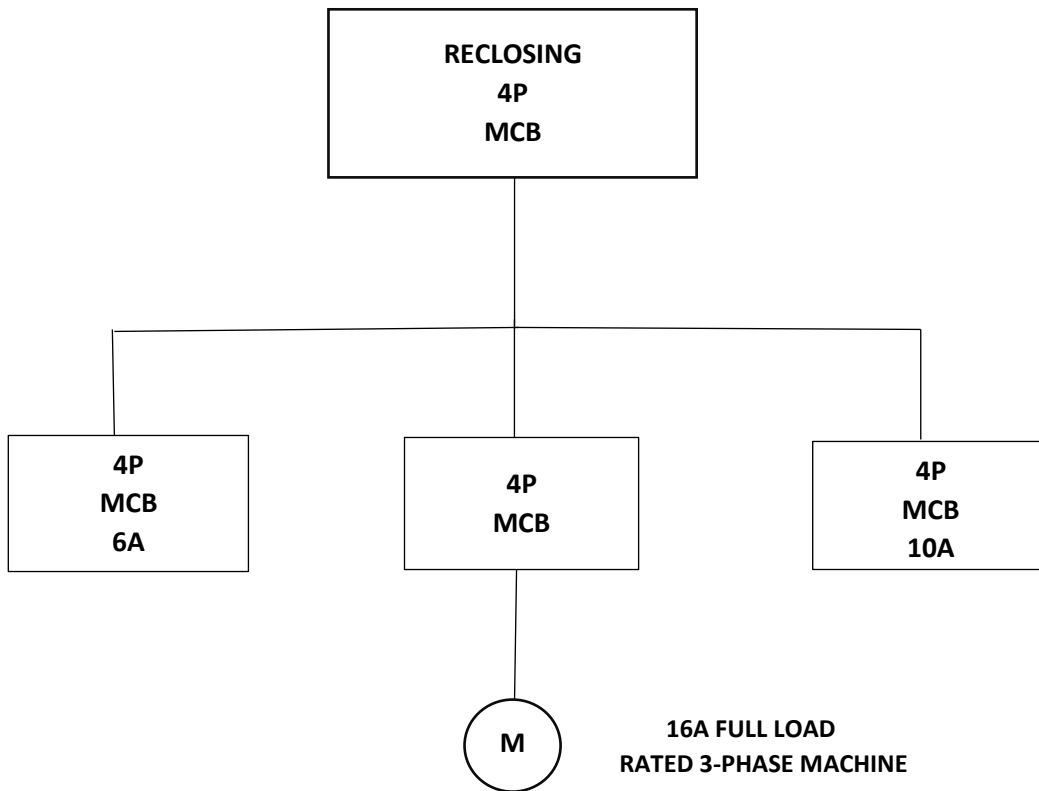 RECLOSING
4P
MCB
4P
MCB
6A
4P
MCB
4P
MCB
10A
M
16A FULL LOAD
RATED 3-PHASE MACHINE